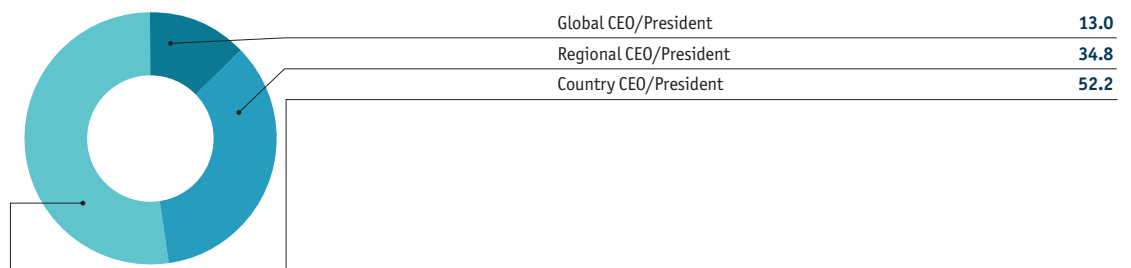 Global CEO/President 13.0
Regional CEO/President 34.8
Country CEO/President 52.2